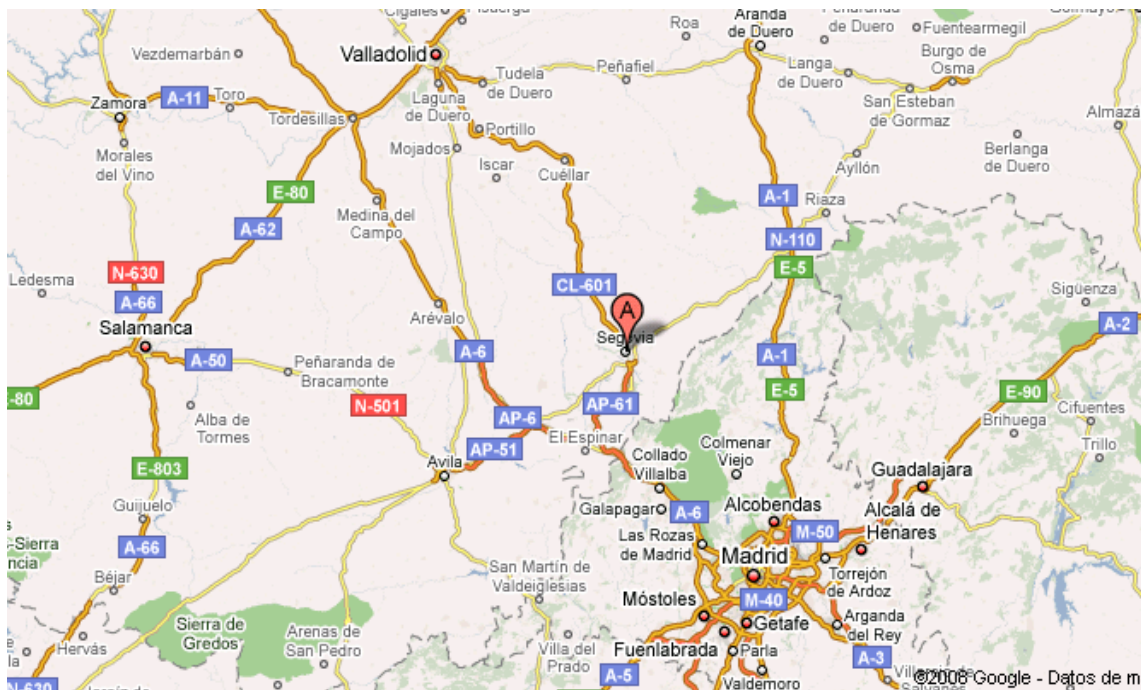 Cigales
Aranda
de Duero
Roa
Fuentearmegil
Vezdemarbán
Valladolid
Tudela
de Duero
Peñafiel
Langa
de Duero
Burgo de
Osma
Zamora
A-11
Toro
Laguna
de Duero
San Esteban
de Gormaz
Tordesillas
Portillo
Almazá
Morales
del Vino
Mojados
Iscar
Cuéllar
Berlanga
de Duero
Ayllón
E-80
A-1
Riaza
Medina del
Campo
A-62
N-110
E-5
N-630
Ledesma
A-66
CL-601
Sigüenza
A
Arévalo
Salamanca
Segovia
A-2
A-50
A-6
A-1
Peñaranda de
Bracamonte
E-5
E-90
-80
N-501
AP-61
Alba de
Tormes
AP-6
Cifuentes
Brihuega
AP-51
El Espinar
Colmenar
Viejo
Trillo
E-803
Avila
Collado
Villalba
Guadalajara
Guijuelo
Galapagar
A-6
Alcobendas
Alcalá de
Henares
M-50
-Sierra
ncia
A-66
Las Rozas
de Madrid
Madrid
Béjar
San Martín de
Valdeiglesias
Torrejón
de Ardoz
M-40
Móstoles
Sierra de
Gredos
Arenas de
San Pedro
Getafe
Arganda
del Rey
Hervás
Villa del
Prado
Fuenlabrada
Parla
A-3
A-5
Valdemoro
N-630
©2008 Google - Datos de m